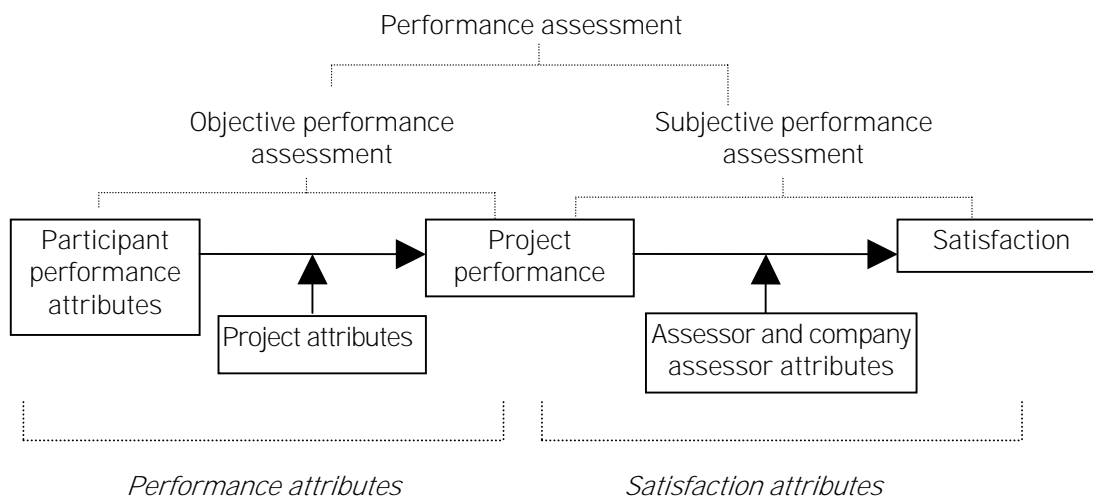 Performance assessment
Objective performance
assessment
Subjective performance
assessment
Participant
performance
attributes
Project
performance
Satisfaction
Project attributes
Assessor and company
assessor attributes
Performance attributes
Satisfaction attributes